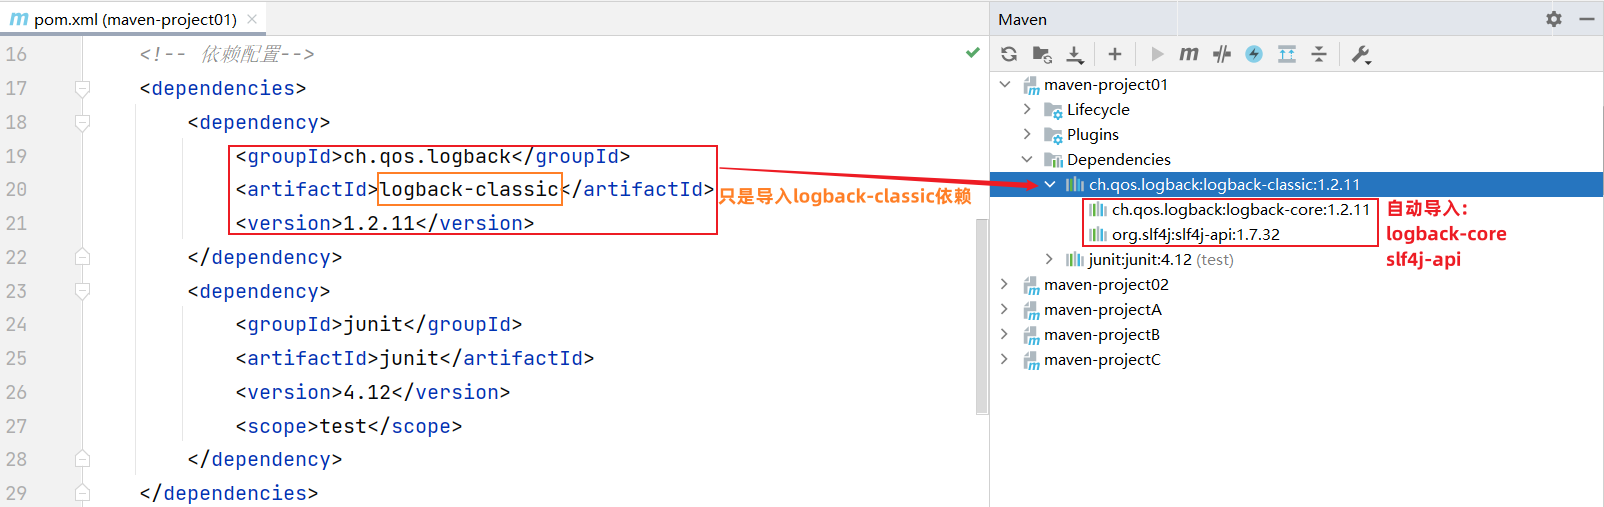 m pom.xml (maven-project01) ×
16 <!-- 依赖配置-->
17 <dependencies>
18 <dependency>
19 <groupId>ch.qos.logback</groupId>
20 <artifactId>logback-classic</artifactId>
21 <version>1.2.11</version>
22 </dependency>
23 <dependency>
24 <groupId>junit</groupId>
25 <artifactId>junit</artifactId>
26 <version>4.12</version>
27 <scope>test</scope>
28 </dependency>
29 </dependencies>
只是导入logback-classic依赖
Maven
m
maven-project01
Lifecycle
Plugins
Dependencies
ch.qos.logback:logback-classic:1.2.11
ch.qos.logback:logback-core:1.2.11
org.slf4j:slf4j-api:1.7.32
junit:junit:4.12 (test)
maven-project02
maven-projectA
maven-projectB
maven-projectC
自动导入：
logback-core
slf4j-api